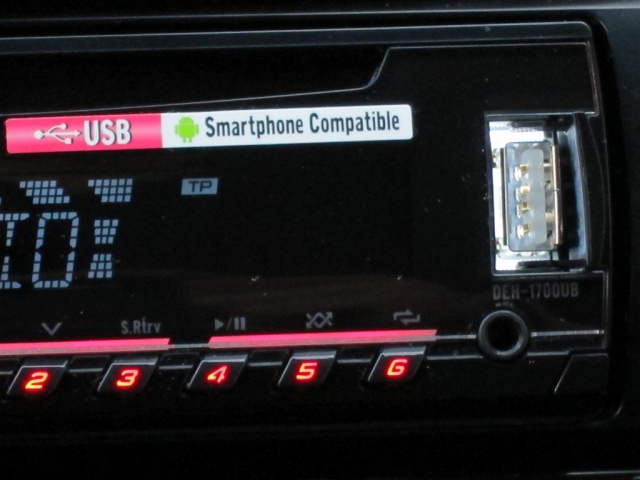 USB Smartphone Compatible
TP
DEH-1700UB
S.Rtrv
2 3 4 5 6